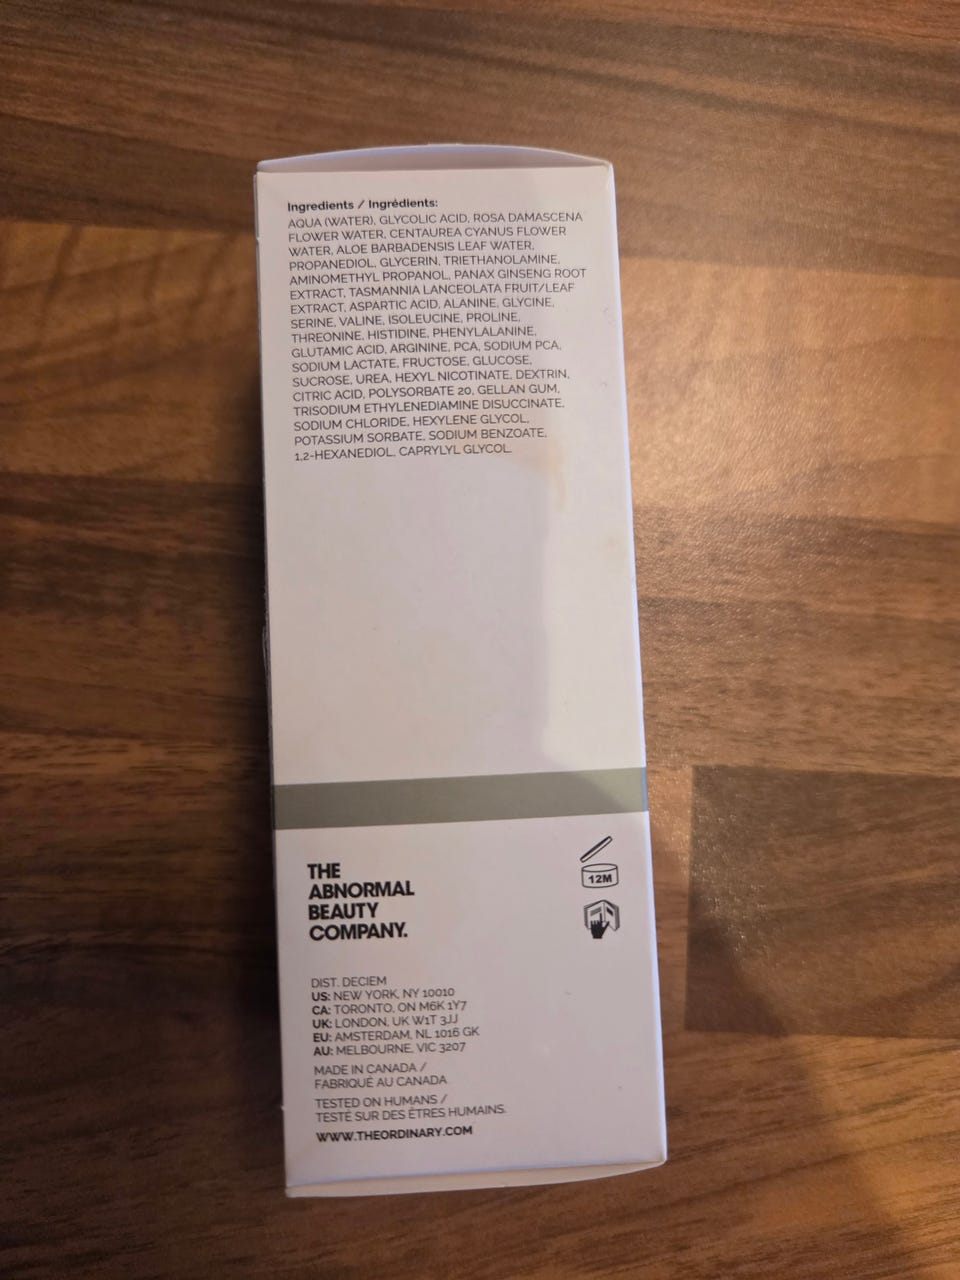 Ingredients / Ingrédients:
AQUA (WATER), GLYCOLIC ACID, ROSA DAMASCENA
FLOWER WATER, CENTAUREA CYANUS FLOWER
WATER, ALOE BARBADENSIS LEAF WATER,
PROPANEDIOL, GLYCERIN, TRIETHANOLAMINE,
AMINOMETHYL PROPANOL, PANAX GINSENG ROOT
EXTRACT, TASMANNIA LANCEOLATA FRUIT/LEAF
EXTRACT, ASPARTIC ACID, ALANINE, GLYCINE,
SERINE, VALINE, ISOLEUCINE, PROLINE,
THREONINE, HISTIDINE, PHENYLALANINE,
GLUTAMIC ACID, ARGININE, PCA, SODIUM PCA,
SODIUM LACTATE, FRUCTOSE, GLUCOSE,
SUCROSE, UREA, HEXYL NICOTINATE, DEXTRIN,
CITRIC ACID, POLYSORBATE 20, GELLAN GUM,
TRISODIUM ETHYLENEDIAMINE DISUCCINATE,
SODIUM CHLORIDE, HEXYLENE GLYCOL,
POTASSIUM SORBATE, SODIUM BENZOATE,
1,2-HEXANEDIOL, CAPRYLYL GLYCOL.
12M
THE
ABNORMAL
BEAUTY
COMPANY.
DIST. DECIEM
US: NEW YORK, NY 10010
CA: TORONTO, ON M6K 1Y7
UK: LONDON, UK W1T 3JJ
EU: AMSTERDAM, NL 1016 GK
AU: MELBOURNE, VIC 3207
MADE IN CANADA /
FABRIQUÉ AU CANADA
TESTED ON HUMANS /
TESTÉ SUR DES ÊTRES HUMAINS.
WWW.THEORDINARY.COM